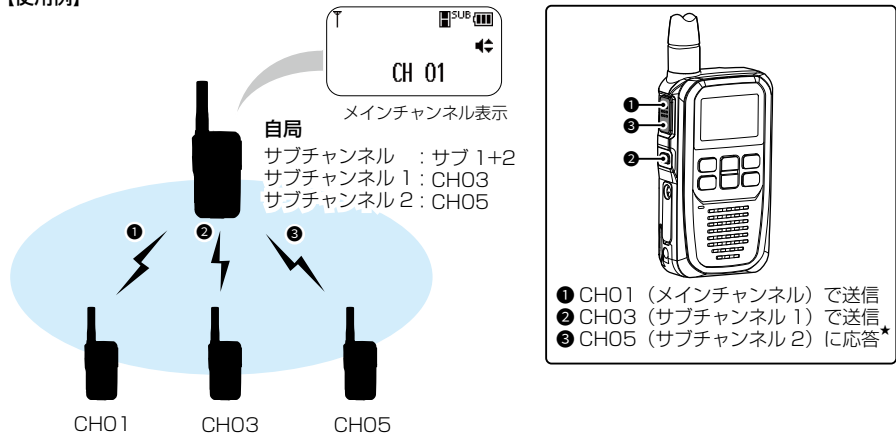 【使用例】
SUB
CH 01
メインチャンネル表示
自局
サブチャンネル : サブ 1+2
サブチャンネル 1 : CH03
サブチャンネル 2 : CH05
❶ ❷ ❸
CH01 CH03 CH05
❶
❸
❷
❶ CH01（メインチャンネル）で送信
❷ CH03（サブチャンネル 1）で送信
❸ CH05（サブチャンネル 2）に応答★